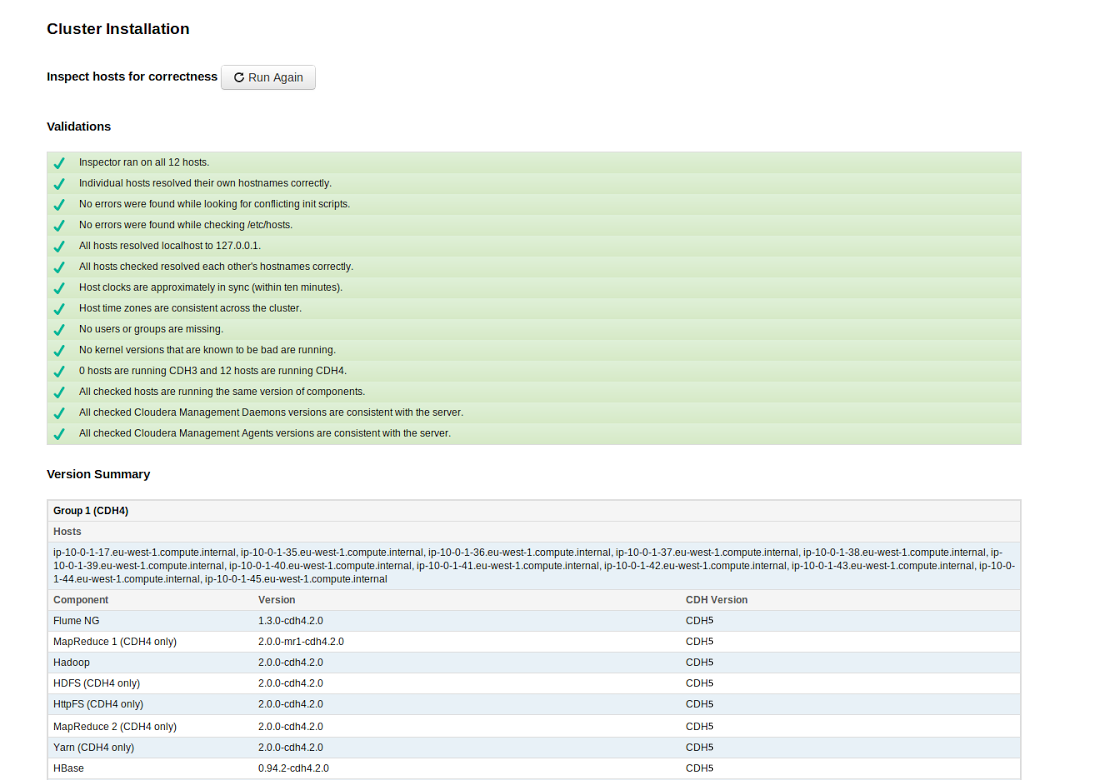 Cluster Installation
Inspect hosts for correctness Run Again
Validations
Inspector ran on all 12 hosts.
Individual hosts resolved their own hostnames correctly.
No errors were found while looking for conflicting init scripts.
No errors were found while checking /etc/hosts.
All hosts resolved localhost to 127.0.0.1.
All hosts checked resolved each other's hostnames correctly.
Host clocks are approximately in sync (within ten minutes).
Host time zones are consistent across the cluster.
No users or groups are missing.
No kernel versions that are known to be bad are running.
0 hosts are running CDH3 and 12 hosts are running CDH4.
All checked hosts are running the same version of components.
All checked Cloudera Management Daemons versions are consistent with the server.
All checked Cloudera Management Agents versions are consistent with the server.
Version Summary
Group 1 (CDH4)
Hosts
ip-10-0-1-17.eu-west-1.compute.internal, ip-10-0-1-35.eu-west-1.compute.internal, ip-10-0-1-36.eu-west-1.compute.internal, ip-10-0-1-37.eu-west-1.compute.internal, ip-10-0-1-38.eu-west-1.compute.internal, ip-
10-0-1-39.eu-west-1.compute.internal, ip-10-0-1-40.eu-west-1.compute.internal, ip-10-0-1-41.eu-west-1.compute.internal, ip-10-0-1-42.eu-west-1.compute.internal, ip-10-0-1-43.eu-west-1.compute.internal, ip-10-0-
1-44.eu-west-1.compute.internal, ip-10-0-1-45.eu-west-1.compute.internal
Component Version CDH Version
Flume NG 1.3.0-cdh4.2.0 CDH5
MapReduce 1 (CDH4 only) 2.0.0-mr1-cdh4.2.0 CDH5
Hadoop 2.0.0-cdh4.2.0 CDH5
HDFS (CDH4 only) 2.0.0-cdh4.2.0 CDH5
HttpFS (CDH4 only) 2.0.0-cdh4.2.0 CDH5
MapReduce 2 (CDH4 only) 2.0.0-cdh4.2.0 CDH5
Yarn (CDH4 only) 2.0.0-cdh4.2.0 CDH5
HBase 0.94.2-cdh4.2.0 CDH5